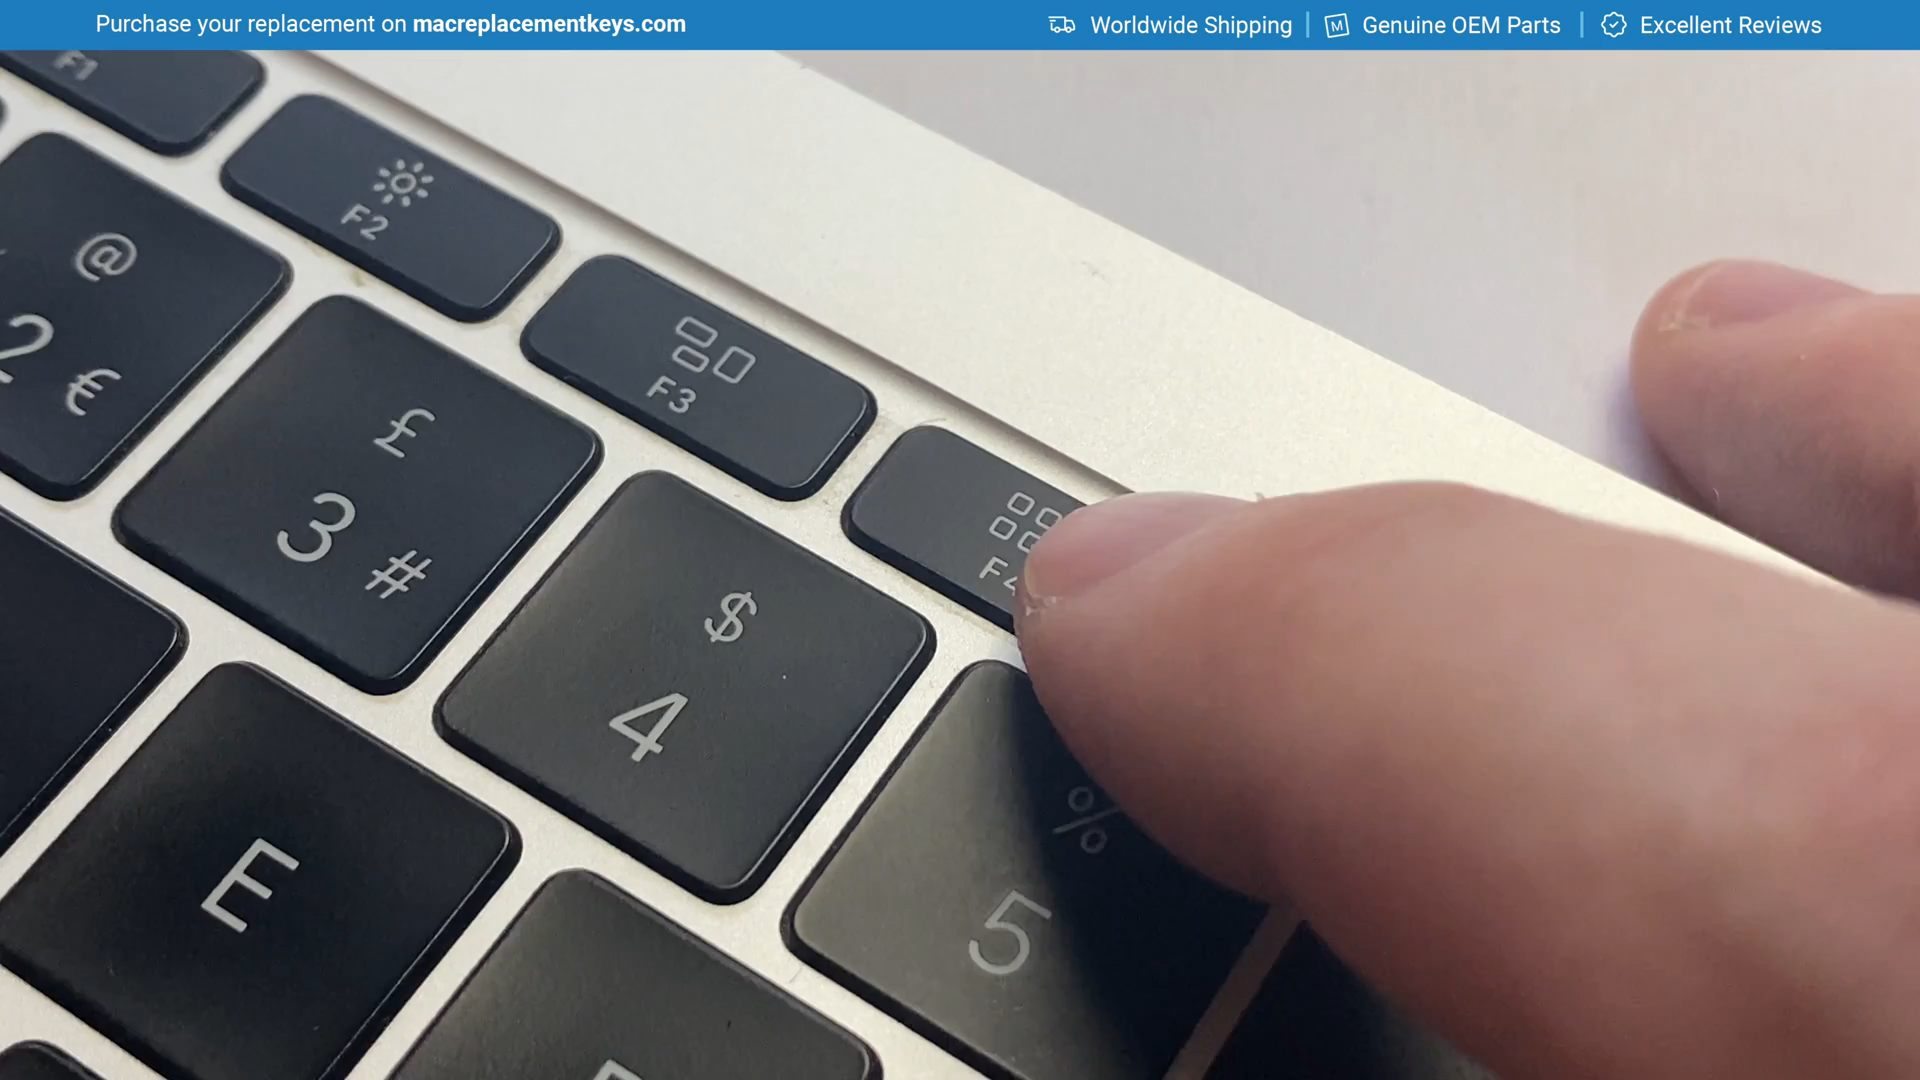 Purchase your replacement on macreplacementkeys.com
Worldwide Shipping
M
Genuine OEM Parts
Excellent Reviews
F1
F2
F3
F4
@
2 €
£
3 #
$
4
%
5
E